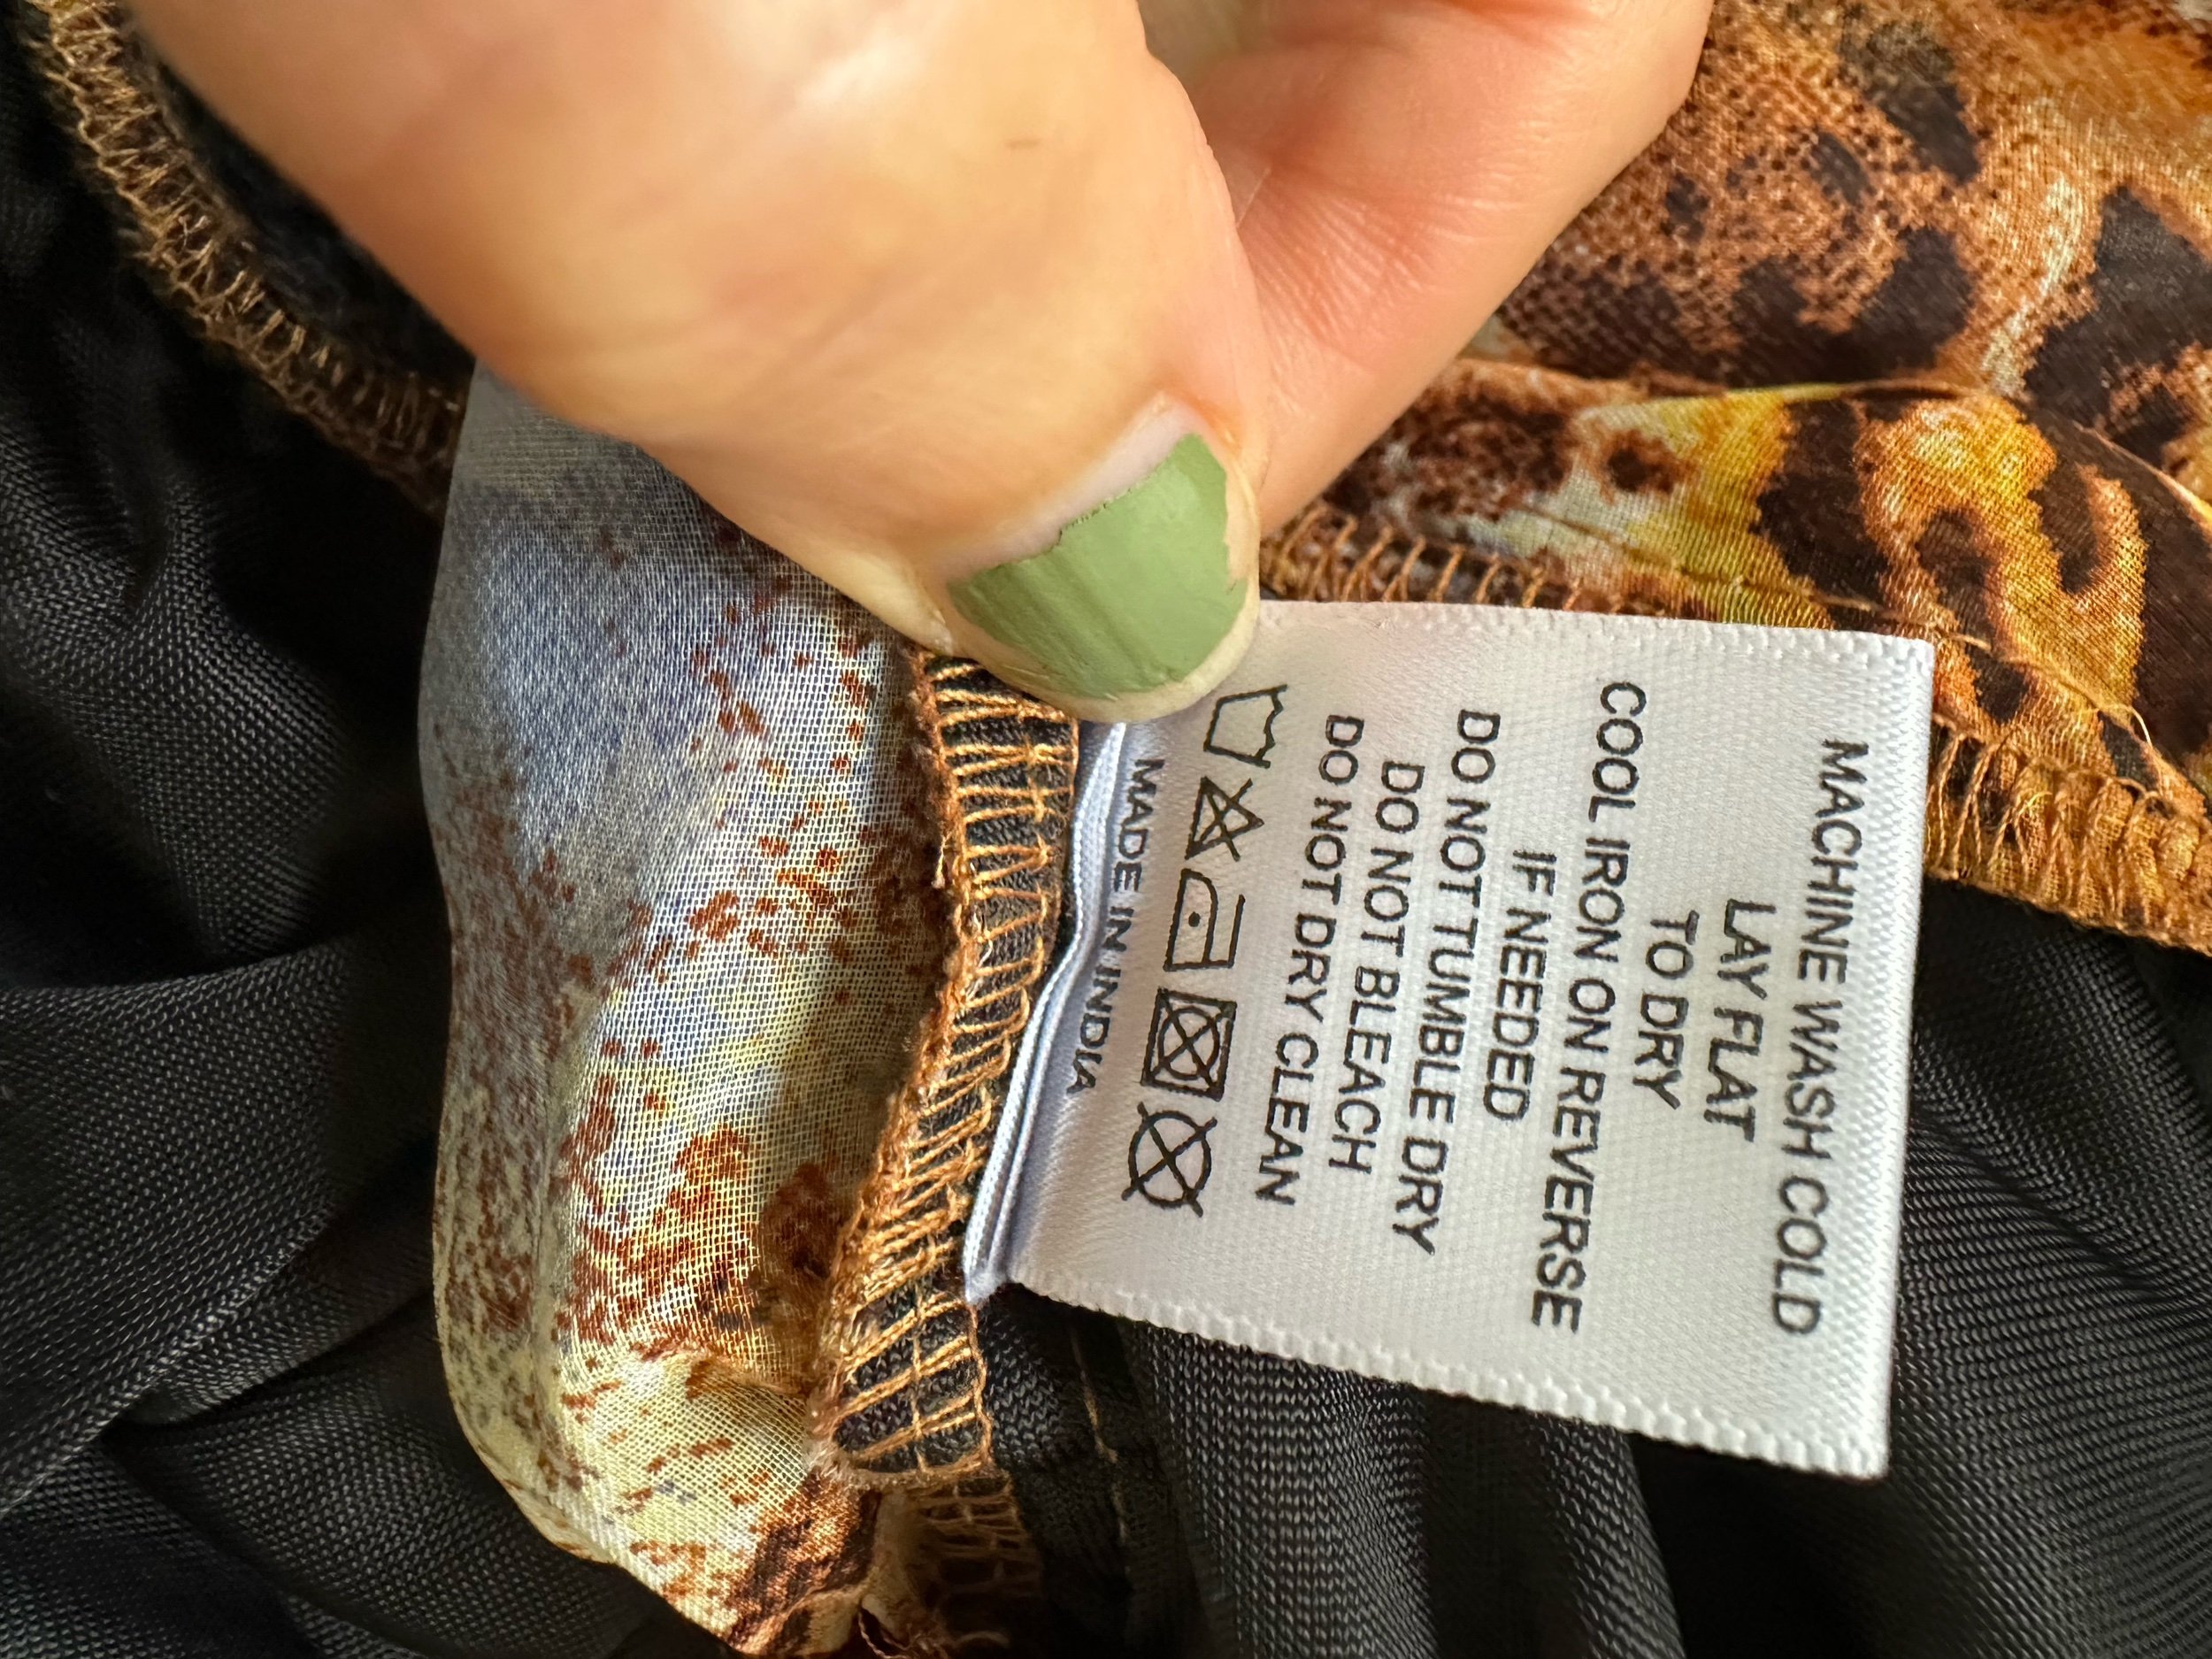 MACHINE WASH COLD
LAY FLAT
TO DRY
COOL IRON ON REVERSE
IF NEEDED
DO NOT TUMBLE DRY
DO NOT BLEACH
DO NOT DRY CLEAN
MADE IN INDIA